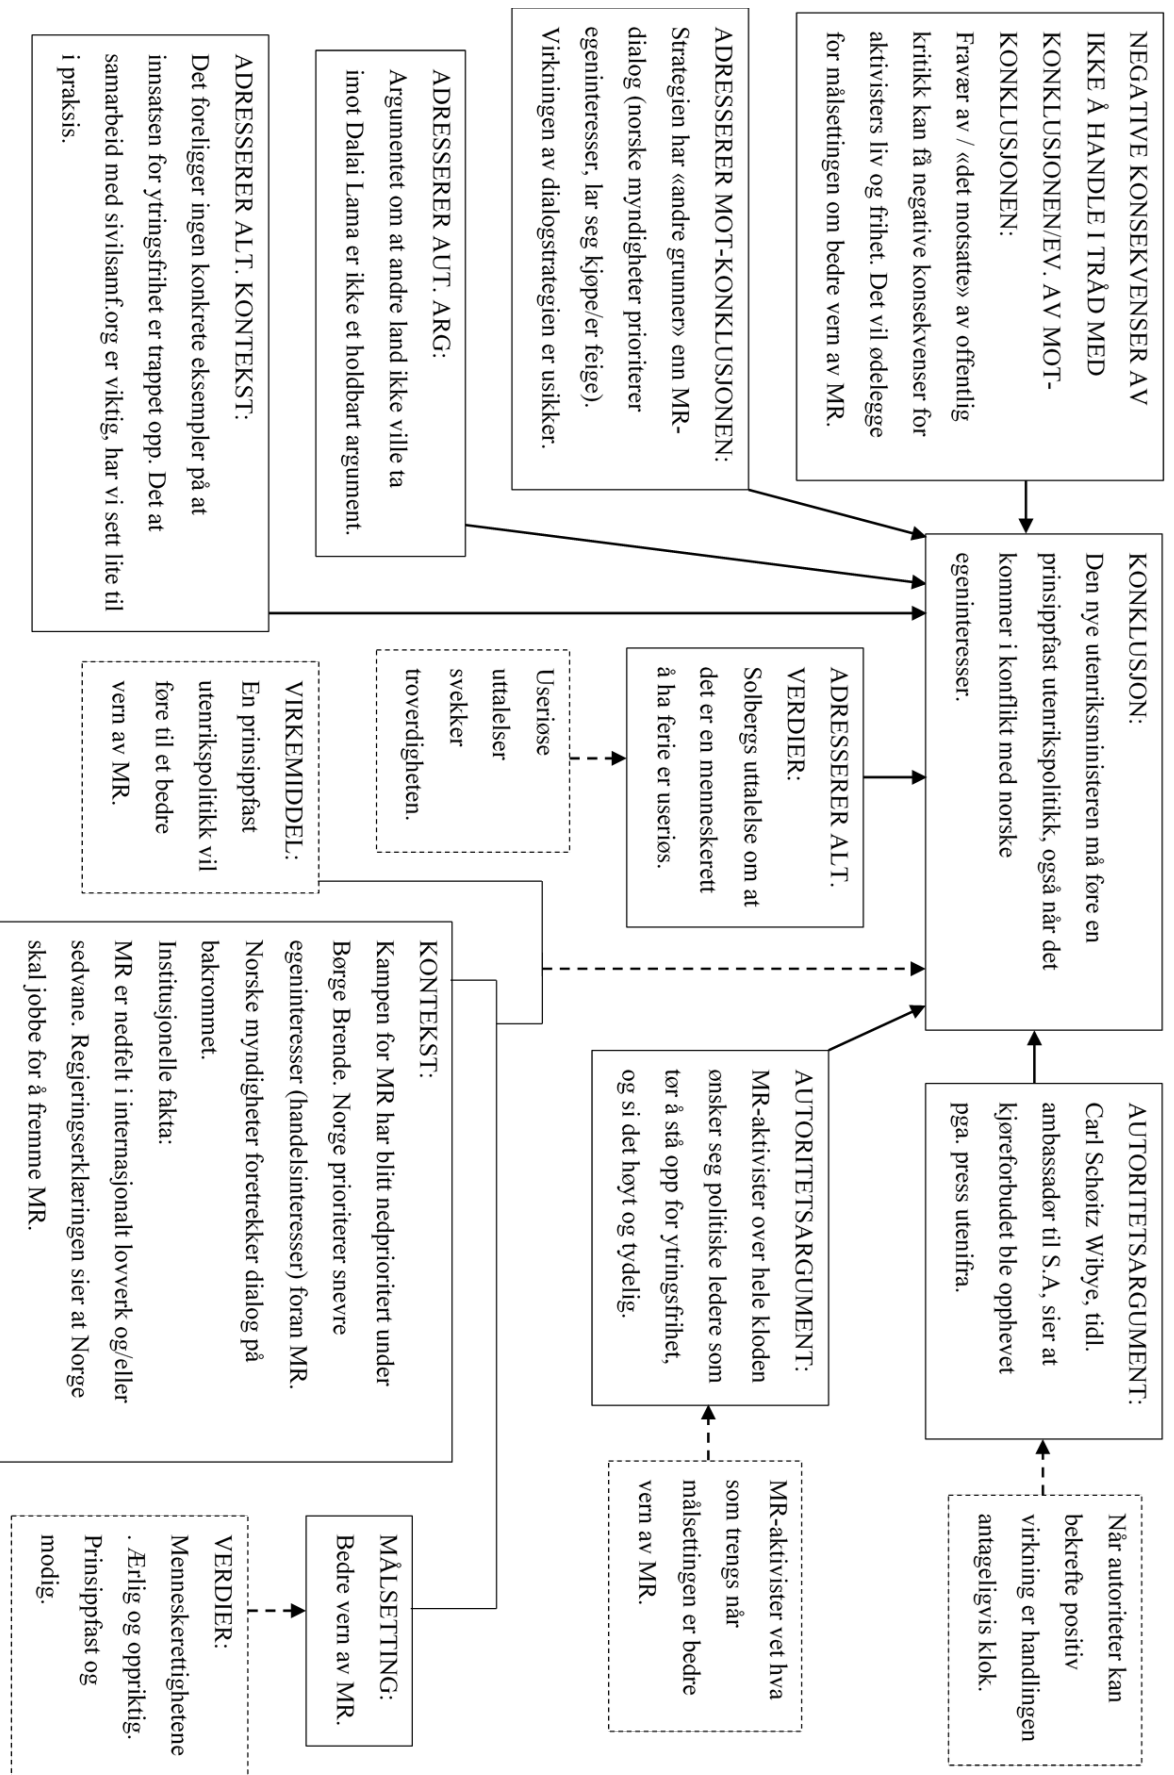 NEGATIVE KONSEKVENSER AV
IKKE Å HANDLE I TRÅD MED
KONKLUSJONEN/EV. AV MOT-
KONKLUSJONEN:
Fravær av / «det motsatte» av offentlig
kritikk kan få negative konsekvenser for
aktivisters liv og frihet. Det vil ødelegge
for målsettingen om bedre vern av MR.
KONKLUSJON:
Den nye utenriksministeren må føre en
prinsippfast utenrikspolitikk, også når det
kommer i konflikt med norske
egeninteresser.
AUTORITETSARGUMENT:
Carl Schøitz Wibye, tidl.
ambassadør til S.A, sier at
kjøreforbudet ble opphevet
pga. press utenifra.
Når autoriteter kan
bekrefte positiv
virkning er handlingen
antageligvis klok.
ADRESSERER MOT-KONKLUSJONEN:
Strategien har «andre grunner» enn MR-
dialog (norske myndigheter prioriterer
egeninteresser, lar seg kjøpe/er feige).
Virkningen av dialogstrategien er usikker.
ADRESSERER AUT. ARG:
Argumentet om at andre land ikke ville ta
imot Dalai Lama er ikke et holdbart argument.
ADRESSERER ALT. KONTEKST:
Det foreligger ingen konkrete eksempler på at
innsatsen for ytringsfrihet er trappet opp. Det at
samarbeid med sivilsamf.org er viktig, har vi sett lite til
i praksis.
ADRESSERER ALT.
VERDIER:
Solbergs uttalelse om at
det er en menneskerett
å ha ferie er useriøs.
Useriøse
uttalelser
svekker
troverdigheten.
VIRKEMIDDEL:
En prinsippfast
utenrikspolitikk vil
føre til et bedre
vern av MR.
AUTORITETSARGUMENT:
MR-aktivister over hele kloden
ønsker seg politiske ledere som
tør å stå opp for ytringsfrihet,
og si det høyt og tydelig.
MR-aktivister vet hva
som trengs når
målsettingen er bedre
vern av MR.
KONTEKST:
Kampen for MR har blitt nedprioritert under
Børge Brende. Norge prioriterer snevre
egeninteresser (handelsinteresser) foran MR.
Norske myndigheter foretrekker dialog på
bakrommet.
Institusjonelle fakta:
MR er nedfelt i internasjonalt lovverk og/eller
sedvane. Regjeringserklæringen sier at Norge
skal jobbe for å fremme MR.
MÅLSETTING:
Bedre vern av MR.
VERDIER:
Menneskerettighetene
. Ærlig og oppriktig.
Prinsippfast og
modig.